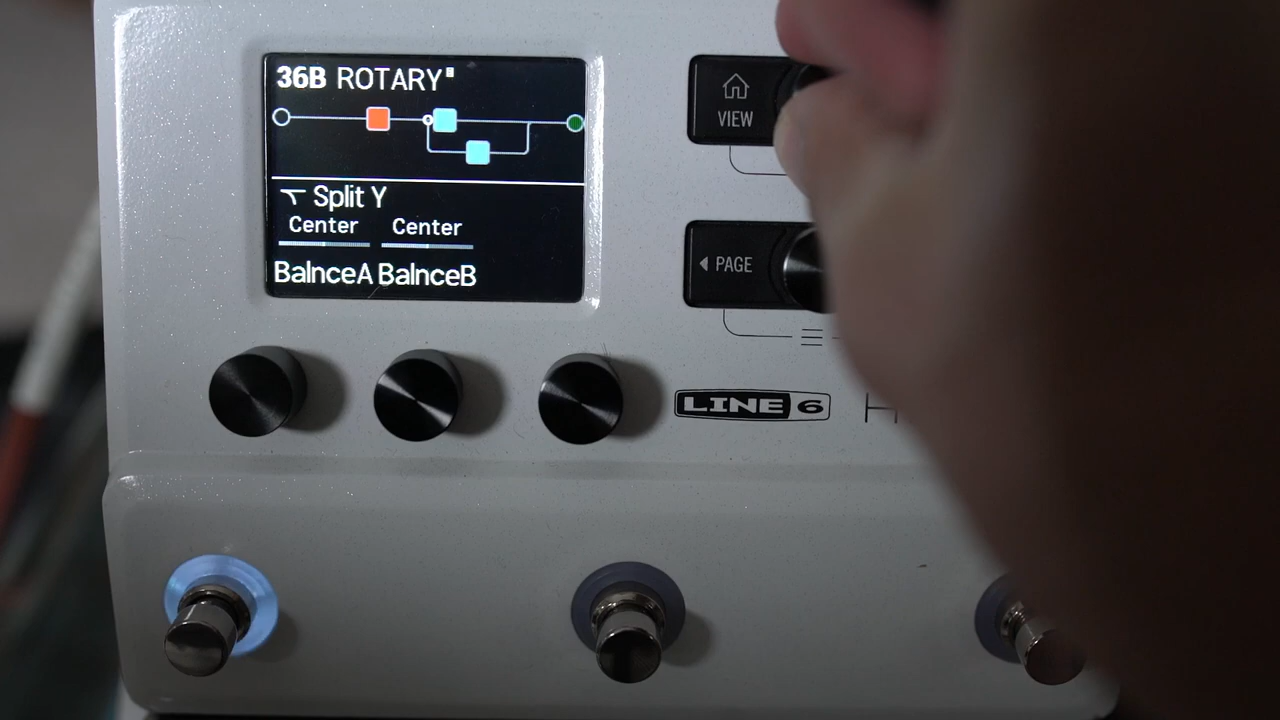 36B ROTARY
Split Y
Center Center
BalnceA BalnceB
VIEW
PAGE
LINE 6
H